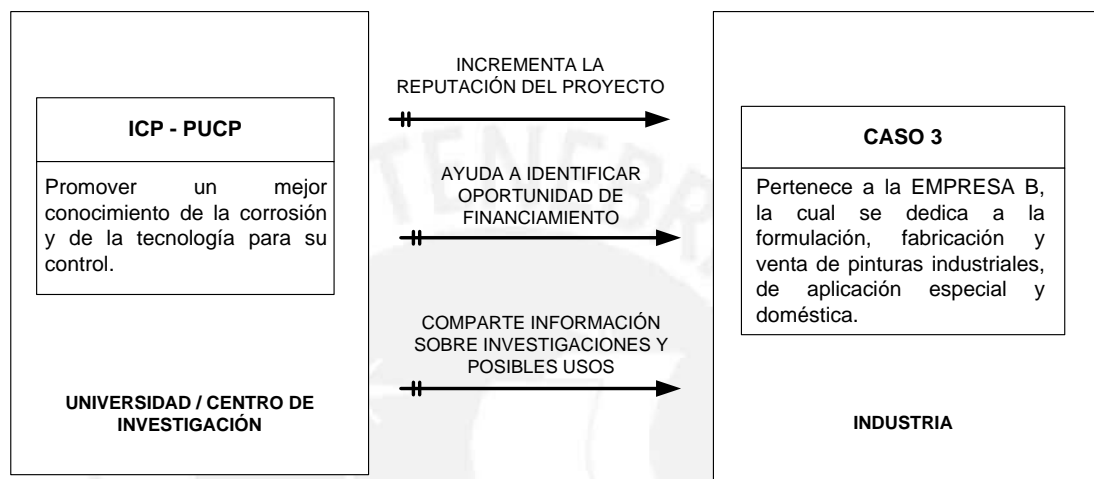 ICP - PUCP
Promover un mejor
conocimiento de la corrosión
y de la tecnología para su
control.
UNIVERSIDAD / CENTRO DE
INVESTIGACIÓN
INCREMENTA LA
REPUTACIÓN DEL PROYECTO
AYUDA A IDENTIFICAR
OPORTUNIDAD DE
FINANCIAMIENTO
COMPARTE INFORMACIÓN
SOBRE INVESTIGACIONES Y
POSIBLES USOS
CASO 3
Pertenece a la EMPRESA B,
la cual se dedica a la
formulación, fabricación y
venta de pinturas industriales,
de aplicación especial y
doméstica.
INDUSTRIA